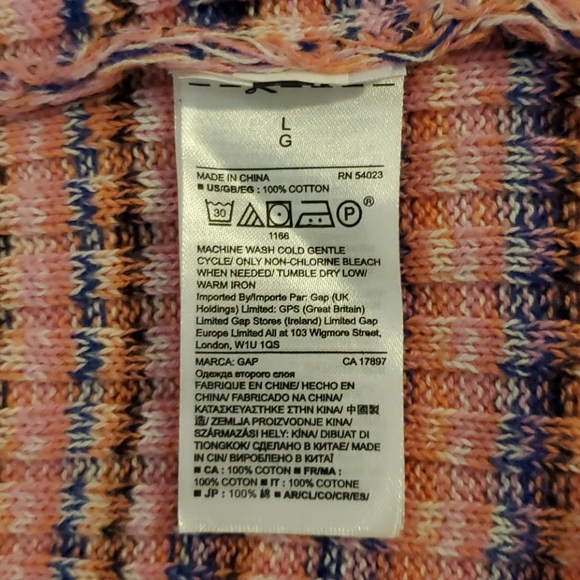 L
G
MADE IN CHINA RN 54023
■ US/GB/EG : 100% COTTON
30 P ®
1166
MACHINE WASH COLD GENTLE
CYCLE/ ONLY NON-CHLORINE BLEACH
WHEN NEEDED/ TUMBLE DRY LOW/
WARM IRON
Imported By/Importe Par: Gap (UK
Holdings) Limited: GPS (Great Britain)
Limited Gap Stores (Ireland) Limited Gap
Europe Limited All at 103 Wigmore Street,
London, W1U 1QS
MARCA: GAP CA 17897
Одежда второго слоя
FABRIQUE EN CHINE/ HECHO EN
CHINA/ FABRICADO NA CHINA/
ΚΑΤΑΣΚΕΥΑΣΤΗΚΕ ΣΤΗΝ ΚΙΝΑ/ 中國製
造/ ZEMLJA PROIZVODNJE KINA/
SZÁRMAZÁSI HELY: KÍNA/ DIBUAT DI
TIONGKOK/ СДЕЛАНО В КИТАЕ/ MADE
IN CIN/ ВИРОБЛЕНО В КИТАЇ
■ CA : 100% COTON ■ FR/MA :
100% COTON ■ IT : 100% COTONE
■ JP : 100% 綿 ■ AR/CL/CO/CR/ES/